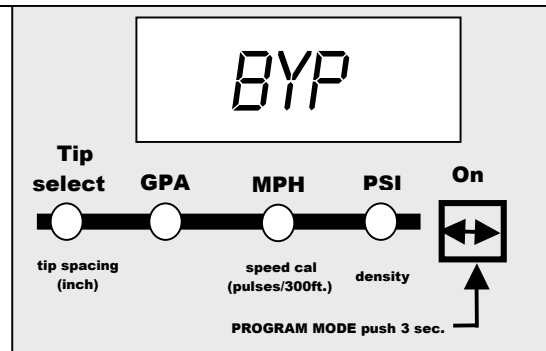 BYP
Tip
select
GPA
MPH
PSI
On
tip spacing
(inch)
speed cal
(pulses/300ft.)
density
PROGRAM MODE push 3 sec.